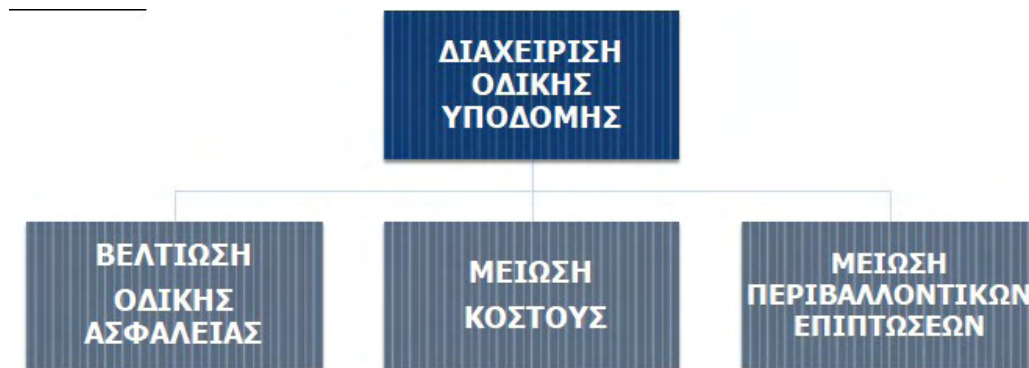 ΔΙΑΧΕΙΡΙΣΗ
ΟΔΙΚΗΣ
ΥΠΟΔΟΜΗΣ
ΒΕΛΤΙΩΣΗ
ΟΔΙΚΗΣ
ΑΣΦΑΛΕΙΑΣ
ΜΕΙΩΣΗ
ΚΟΣΤΟΥΣ
ΜΕΙΩΣΗ
ΠΕΡΙΒΑΛΛΟΝΤΙΚΩΝ
ΕΠΙΠΤΩΣΕΩΝ